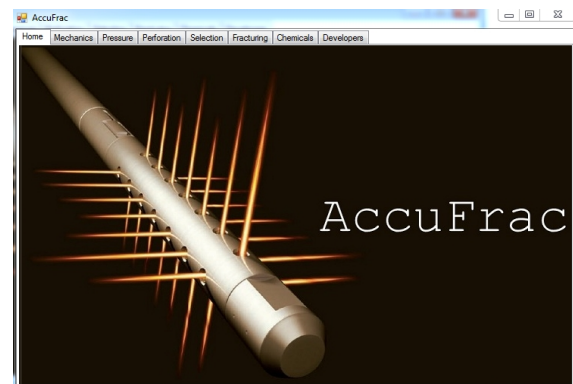 AccuFrac
Home Mechanics Pressure Perforation Selection Fracturing Chemicals Developers
AccuFrac